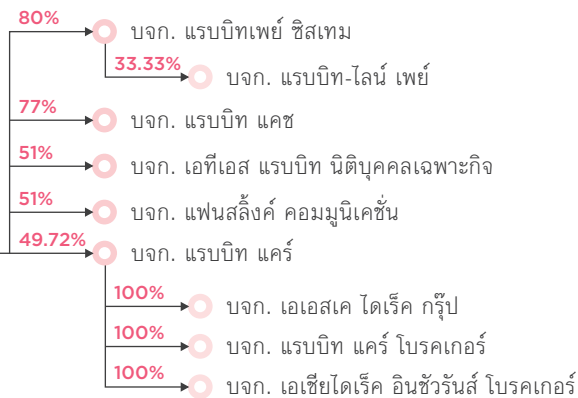 80%
บจก. แรบบิทเพย์ ซิสเทม
33.33%
บจก. แรบบิท-ไลน์ เพย์
77%
บจก. แรบบิท แคช
51%
บจก. เอทีเอส แรบบิท นิติบุคคลเฉพาะกิจ
51%
บจก. แฟนสลิ้งค์ คอมมูนิเคชั่น
49.72%
บจก. แรบบิท แคร์
100%
บจก. เอเอสเค ไดเร็ค กรุ๊ป
100%
บจก. แรบบิท แคร์ โบรคเกอร์
100%
บจก. เอเชียไดเร็ค อินชัวรันส์ โบรคเกอร์